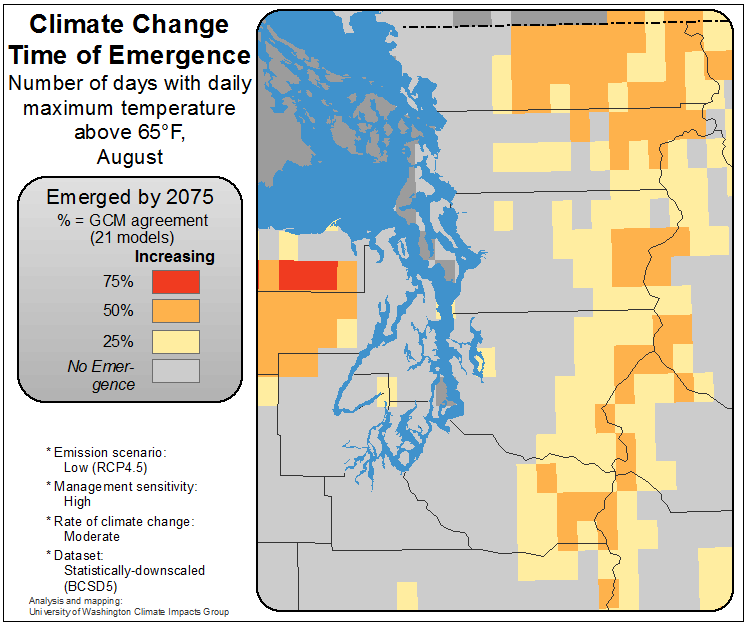 Climate Change
Time of Emergence
Number of days with daily
maximum temperature
above 65°F,
August
Emerged by 2075
% = GCM agreement
(21 models)
Increasing
75%
50%
25%
No Emer-
gence
* Emission scenario:
Low (RCP4.5)
* Management sensitivity:
High
* Rate of climate change:
Moderate
* Dataset:
Statistically-downscaled
(BCSD5)
Analysis and mapping:
University of Washington Climate Impacts Group